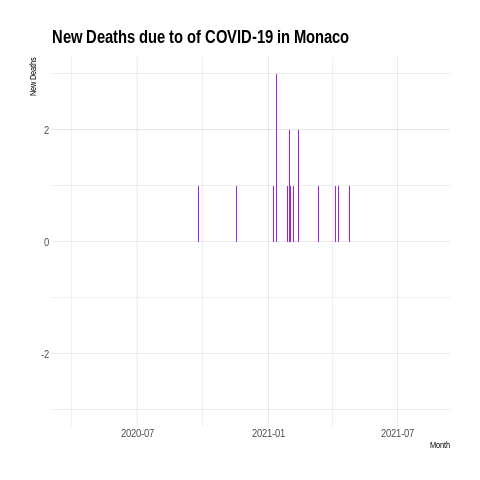 New Deaths due to of COVID-19 in Monaco
New Deaths
2
0
-2
2020-07
2021-01
2021-07
Month